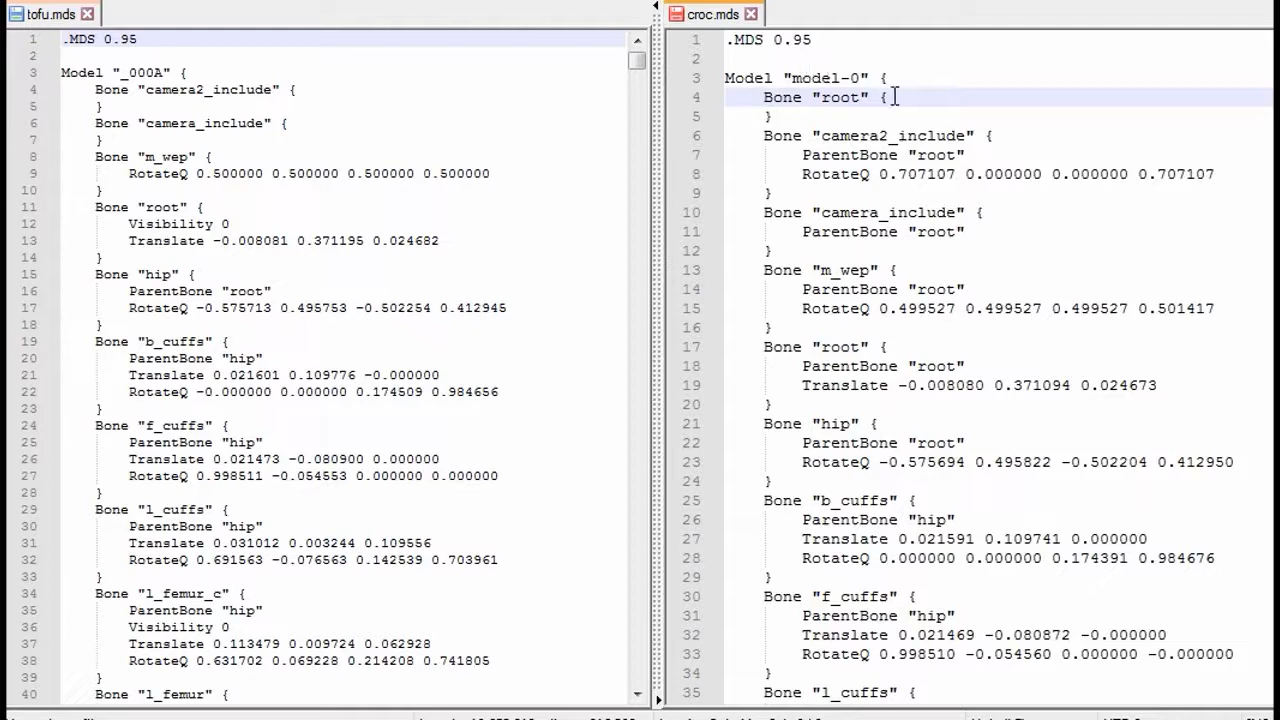 tofu.mds
1 .MDS 0.95
2
3 Model "_000A" {
4 Bone "camera2_include" {
5 }
6 Bone "camera_include" {
7 }
8 Bone "m_wep" {
9 RotateQ 0.500000 0.500000 0.500000 0.500000
10 }
11 Bone "root" {
12 Visibility 0
13 Translate -0.008081 0.371195 0.024682
14 }
15 Bone "hip" {
16 ParentBone "root"
17 RotateQ -0.575713 0.495753 -0.502254 0.412945
18 }
19 Bone "b_cuffs" {
20 ParentBone "hip"
21 Translate 0.021601 0.109776 -0.000000
22 RotateQ -0.000000 0.000000 0.174509 0.984656
23 }
24 Bone "f_cuffs" {
25 ParentBone "hip"
26 Translate 0.021473 -0.080900 0.000000
27 RotateQ 0.998511 -0.054553 0.000000 0.000000
28 }
29 Bone "l_cuffs" {
30 ParentBone "hip"
31 Translate 0.031012 0.003244 0.109556
32 RotateQ 0.691563 -0.076563 0.142539 0.703961
33 }
34 Bone "l_femur_c" {
35 ParentBone "hip"
36 Visibility 0
37 Translate 0.113479 0.009724 0.062928
38 RotateQ 0.631702 0.069228 0.214208 0.741805
39 }
40 Bone "l_femur" {
croc.mds
1 .MDS 0.95
2
3 Model "model-0" {
4 Bone "root" {
5 }
6 Bone "camera2_include" {
7 ParentBone "root"
8 RotateQ 0.707107 0.000000 0.000000 0.707107
9 }
10 Bone "camera_include" {
11 ParentBone "root"
12 }
13 Bone "m_wep" {
14 ParentBone "root"
15 RotateQ 0.499527 0.499527 0.499527 0.501417
16 }
17 Bone "root" {
18 ParentBone "root"
19 Translate -0.008080 0.371094 0.024673
20 }
21 Bone "hip" {
22 ParentBone "root"
23 RotateQ -0.575694 0.495822 -0.502204 0.412950
24 }
25 Bone "b_cuffs" {
26 ParentBone "hip"
27 Translate 0.021591 0.109741 0.000000
28 RotateQ 0.000000 0.000000 0.174391 0.984676
29 }
30 Bone "f_cuffs" {
31 ParentBone "hip"
32 Translate 0.021469 -0.080872 -0.000000
33 RotateQ 0.998510 -0.054560 0.000000 -0.000000
34 }
35 Bone "l_cuffs" {